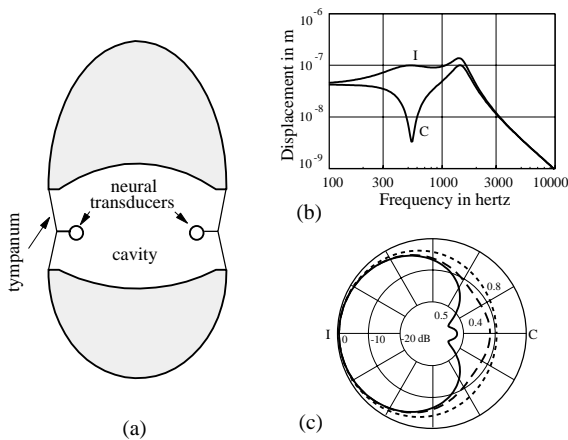 tympanum
neural
transducers
cavity
(a)
Displacement in m
10-6
10-7
10-8
10-9
I
C
100
300
1000
3000
10000
Frequency in hertz
(b)
I
0
-10
-20 dB
0.5
0.4
0.8
C
(c)